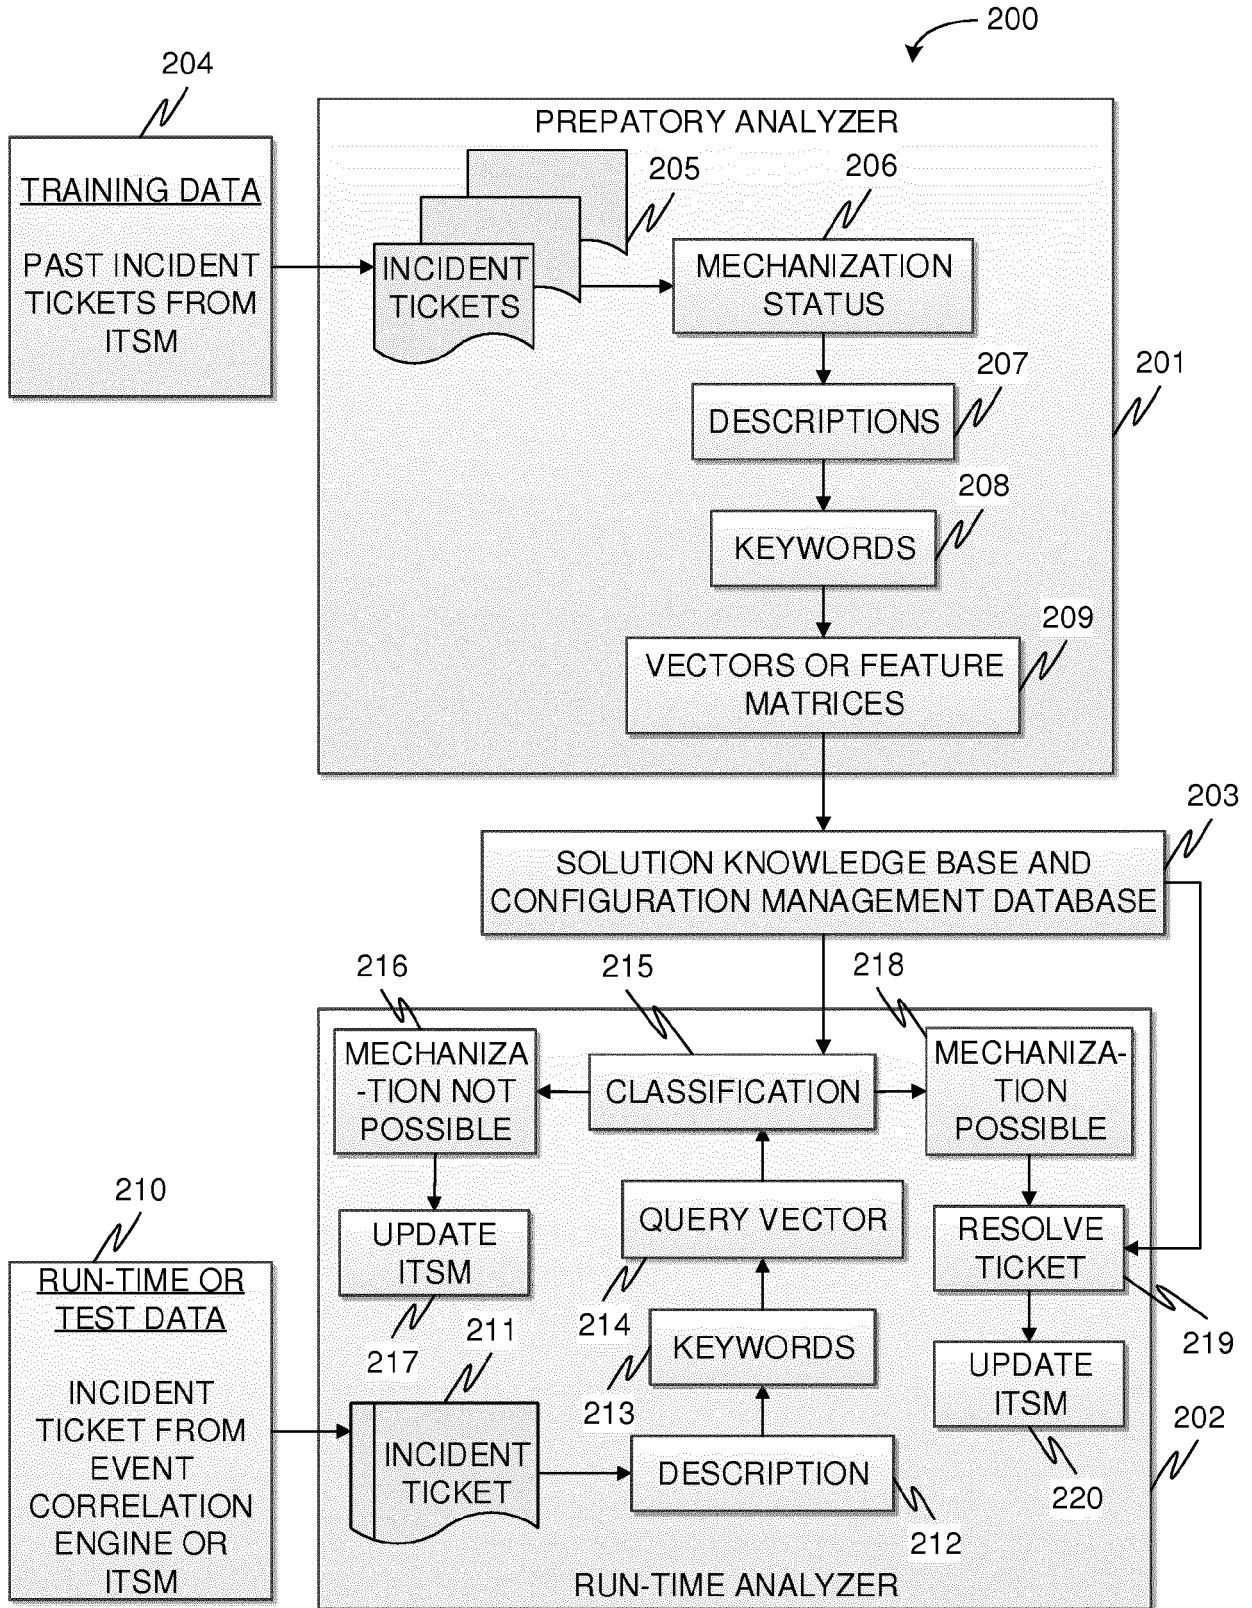 200
204
PREPATORY ANALYZER
TRAINING DATA
PAST INCIDENT
TICKETS FROM
ITSM
205
206
INCIDENT
TICKETS
MECHANIZATION
STATUS
207
201
DESCRIPTIONS
208
KEYWORDS
209
VECTORS OR FEATURE
MATRICES
203
SOLUTION KNOWLEDGE BASE AND
CONFIGURATION MANAGEMENT DATABASE
216
215
218
MECHANIZA
-TION NOT
POSSIBLE
CLASSIFICATION
MECHANIZA-
TION
POSSIBLE
210
UPDATE
ITSM
QUERY VECTOR
RESOLVE
TICKET
RUN-TIME OR
TEST DATA
INCIDENT
TICKET FROM
EVENT
CORRELATION
ENGINE OR
ITSM
217
211
214
KEYWORDS
219
213
UPDATE
ITSM
INCIDENT
TICKET
DESCRIPTION
202
220
212
RUN-TIME ANALYZER